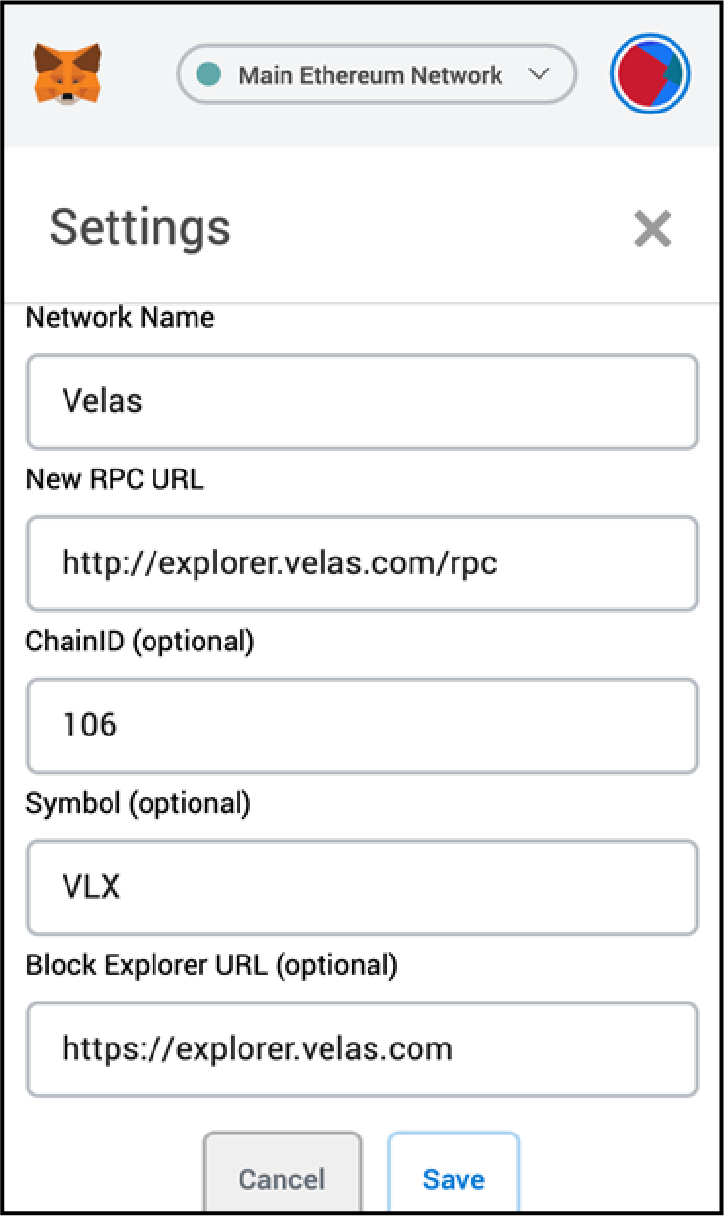 Main Ethereum Network
Settings
Network Name
Velas
New RPC URL
http://explorer.velas.com/rpc
ChainID (optional)
106
Symbol (optional)
VLX
Block Explorer URL (optional)
https://explorer.velas.com
Cancel
Save